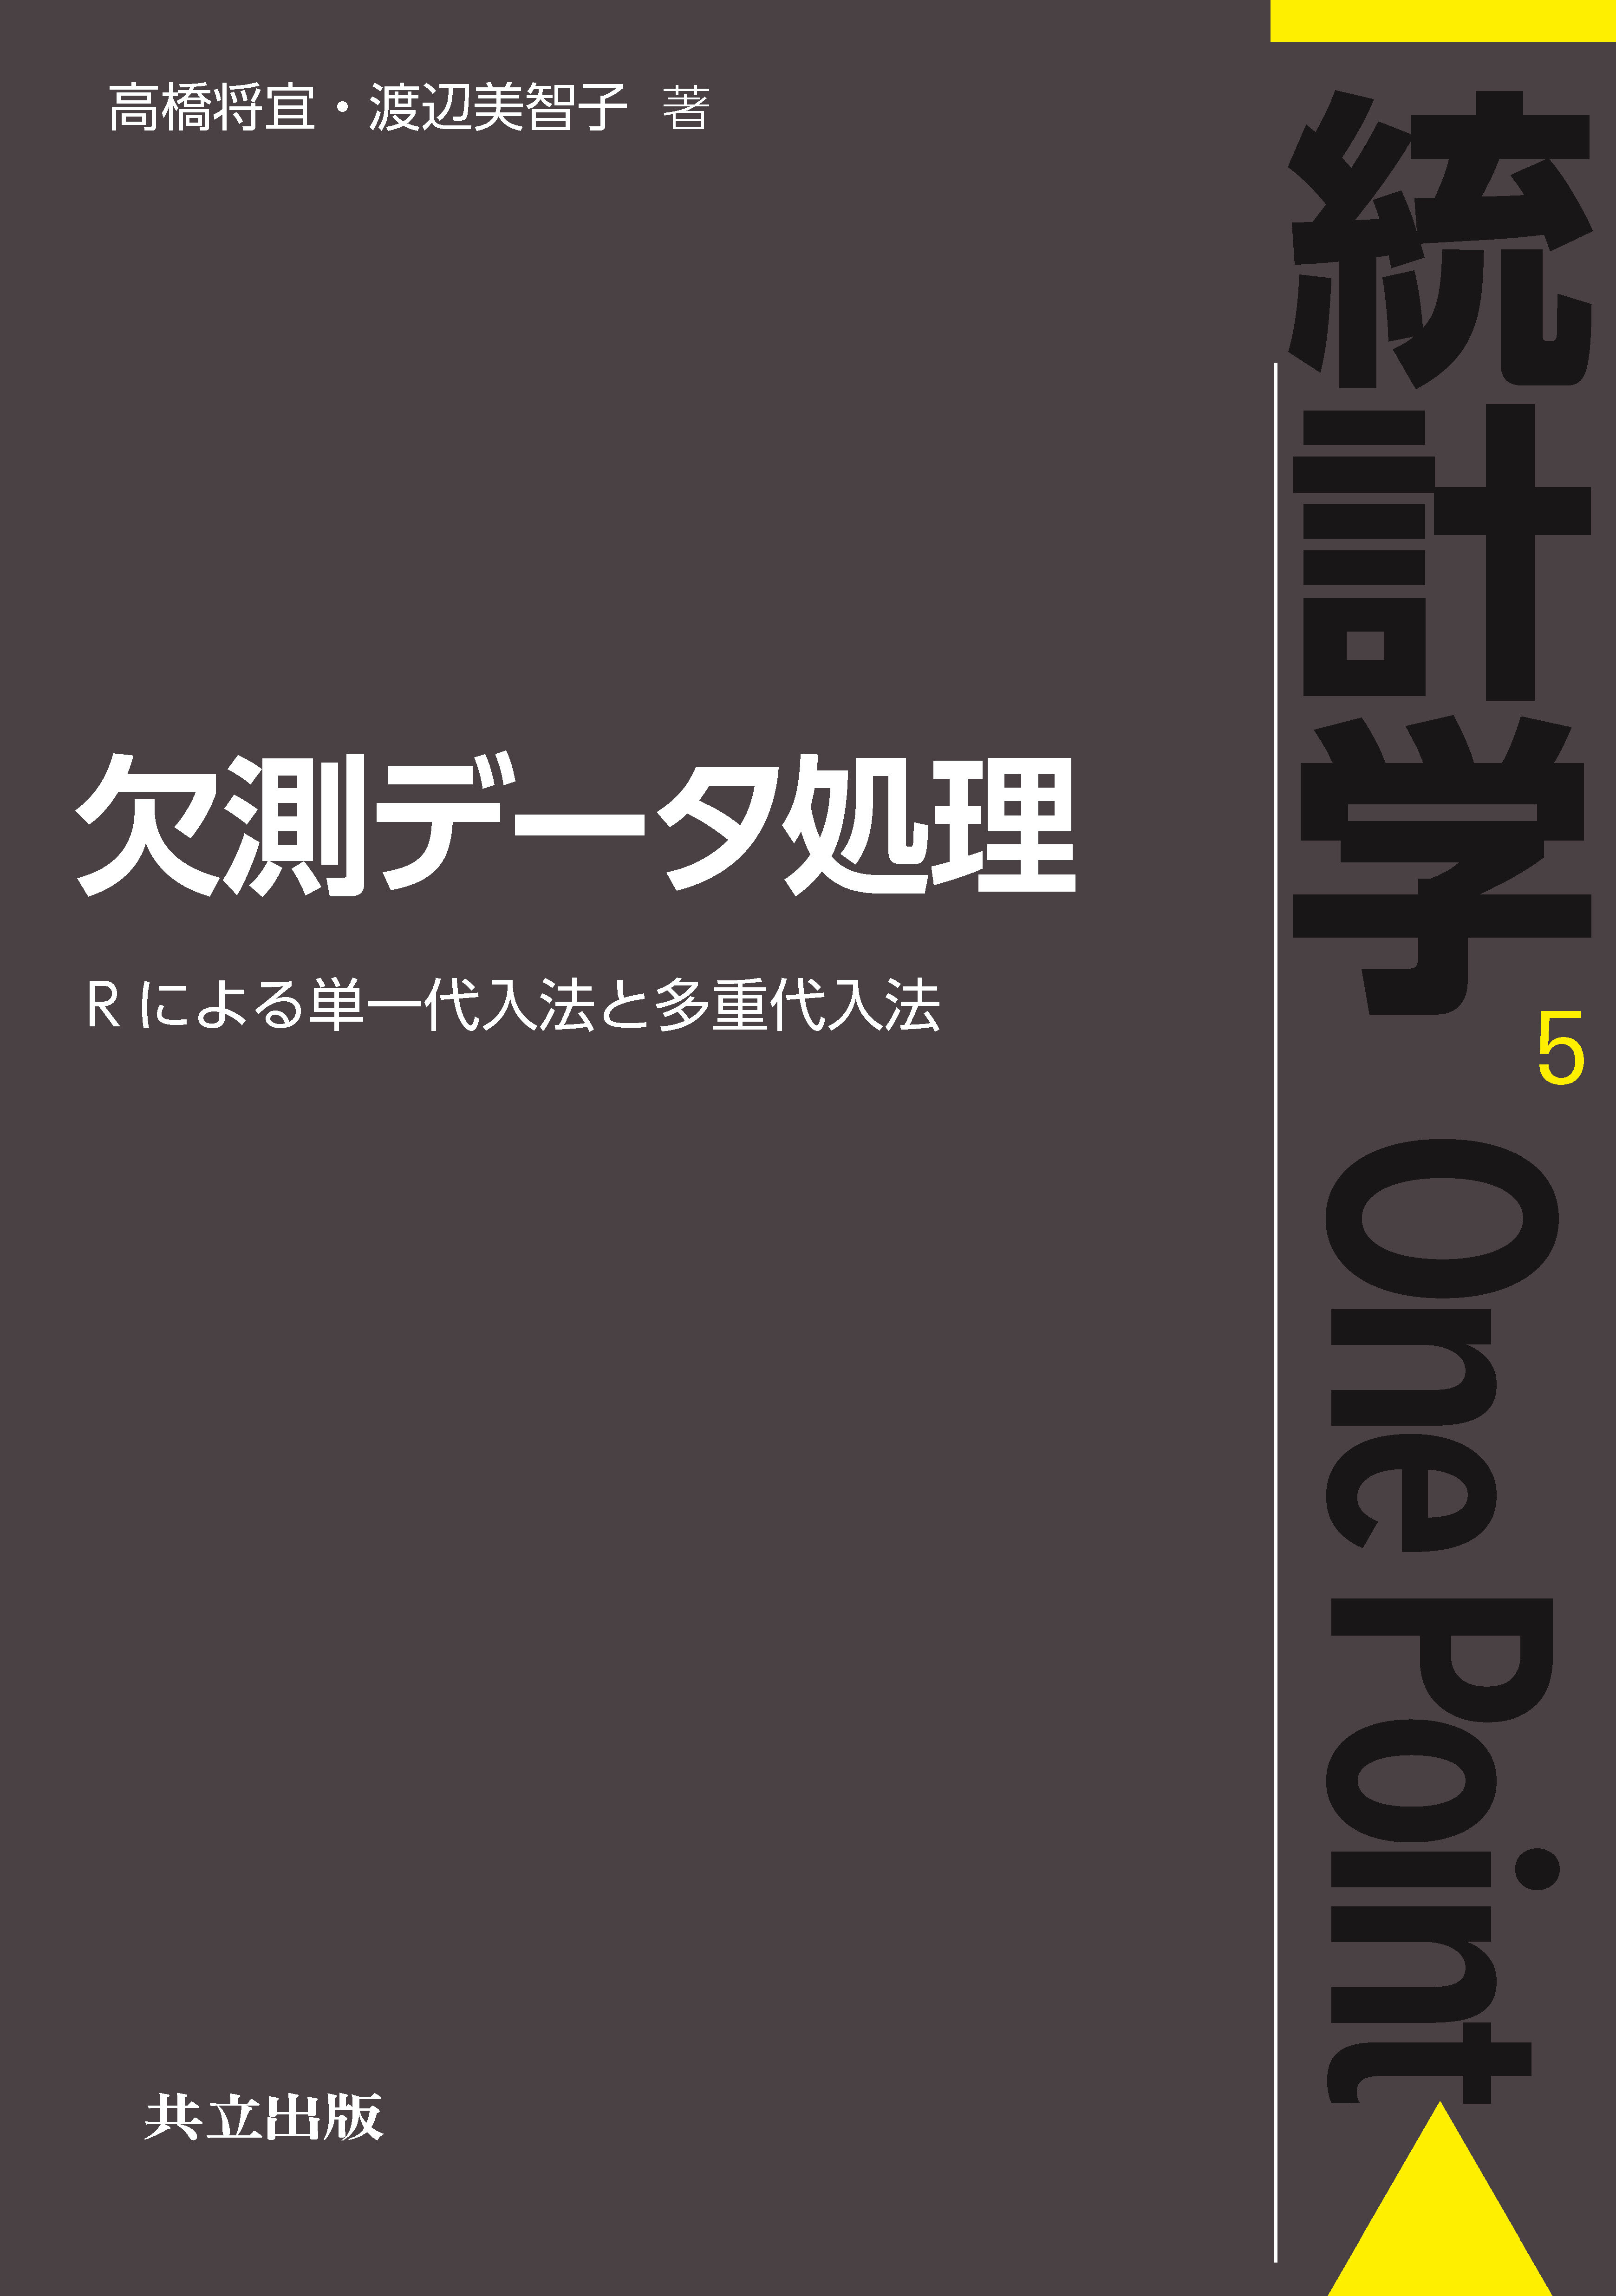 高橋将宜・渡辺美智子 著
欠測データ処理
Rによる単一代入法と多重代入法
共立出版
統計学
5
One Point